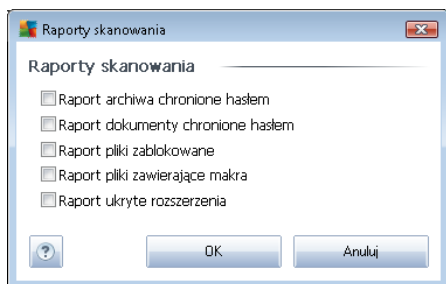 Raporty skanowania
Raporty skanowania
Raport archiwa chronione hasłem
Raport dokumenty chronione hasłem
Raport pliki zablokowane
Raport pliki zawierające makra
Raport ukryte rozszerzenia
? OK Anuluj